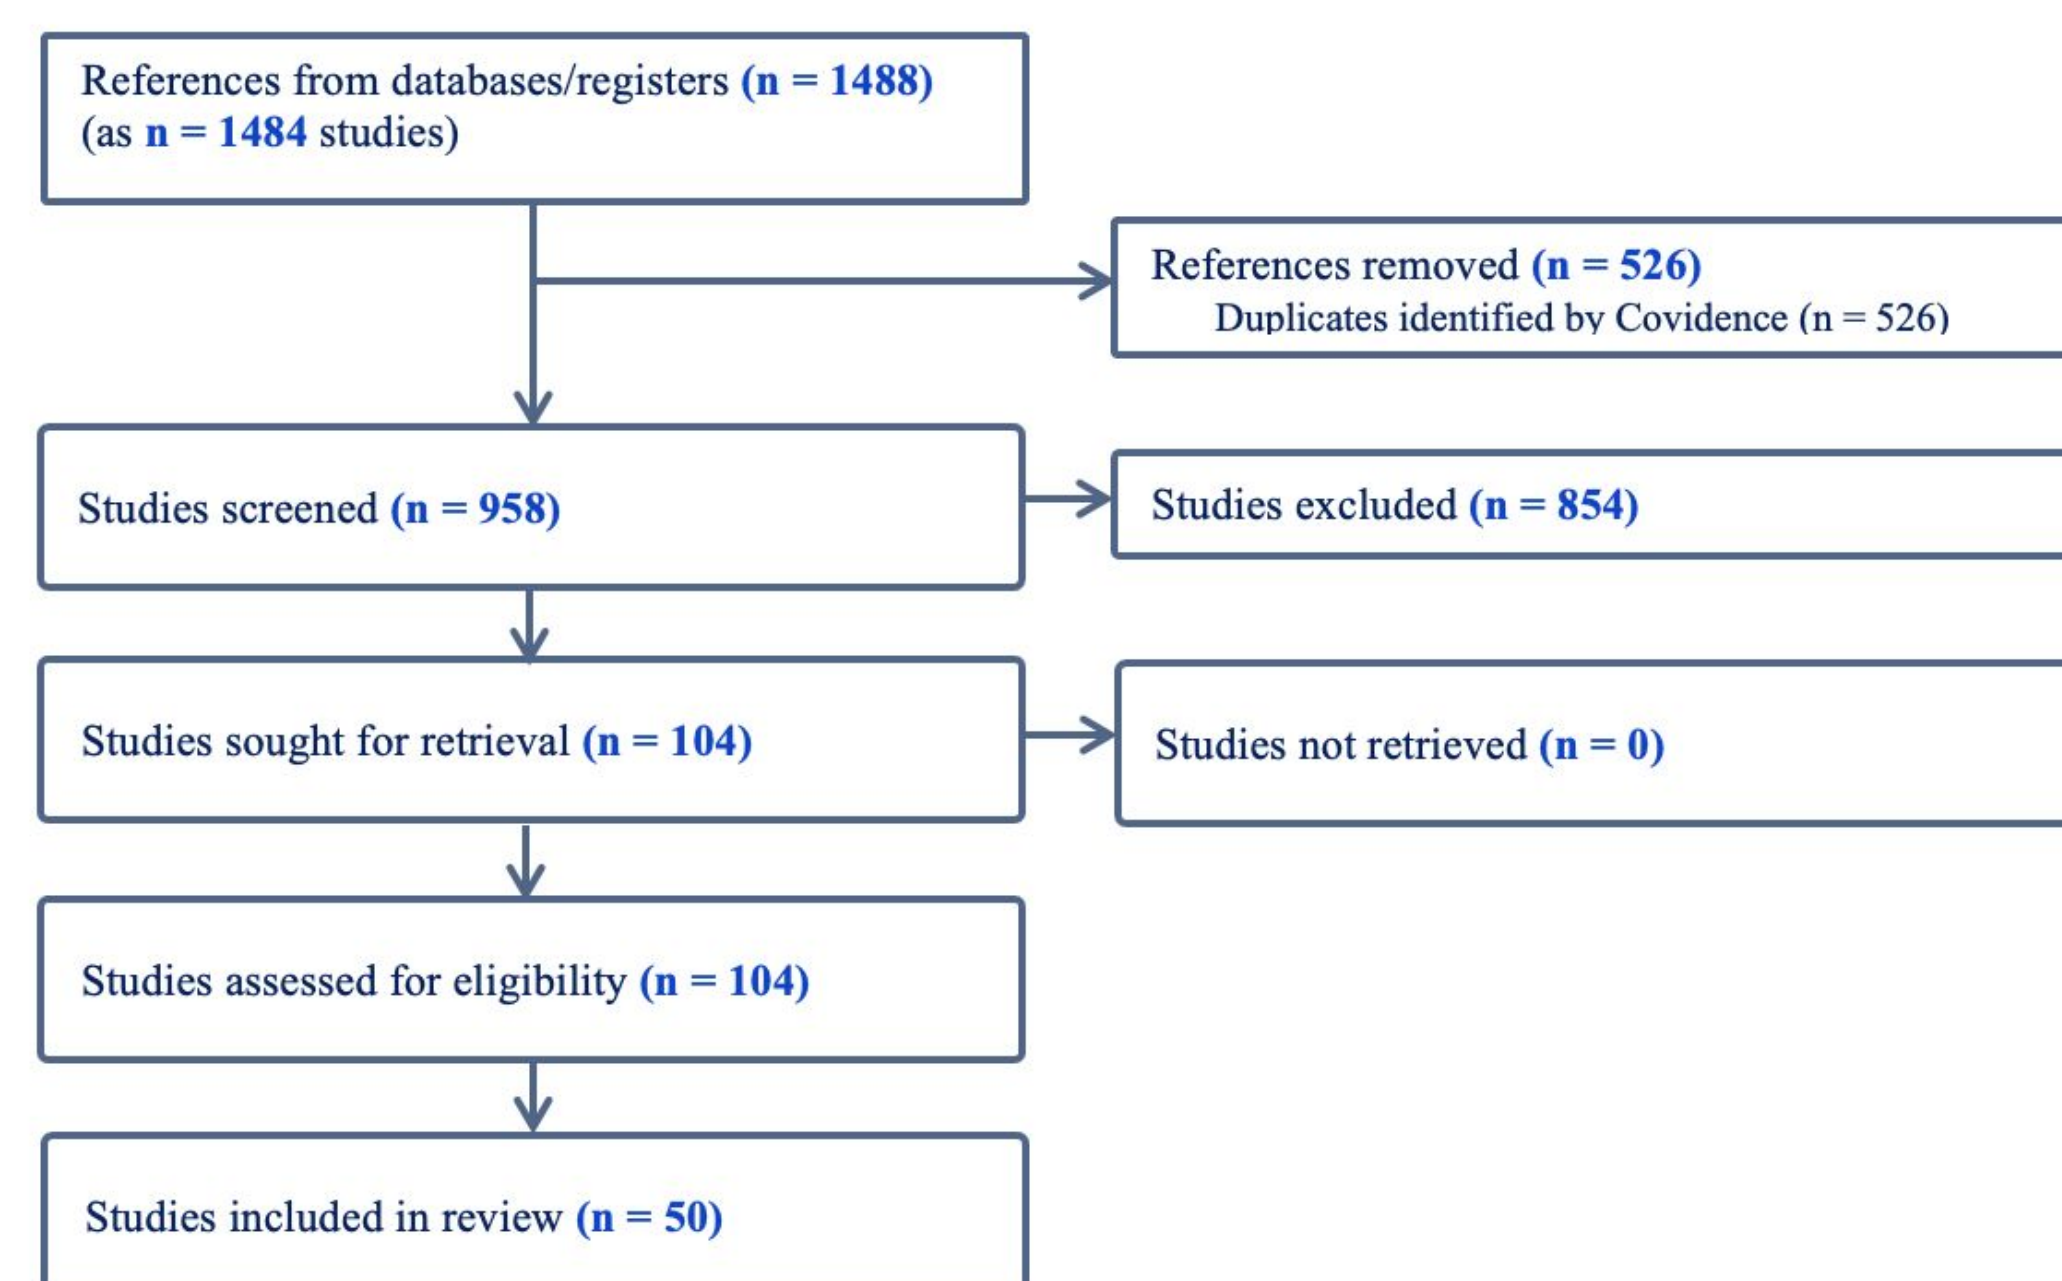 References from databases/registers (n = 1488)
(as n = 1484 studies)
References removed (n = 526)
Duplicates identified by Covidence (n = 526)
Studies screened (n = 958)
Studies excluded (n = 854)
Studies sought for retrieval (n = 104)
Studies not retrieved (n = 0)
Studies assessed for eligibility (n = 104)
Studies included in review (n = 50)